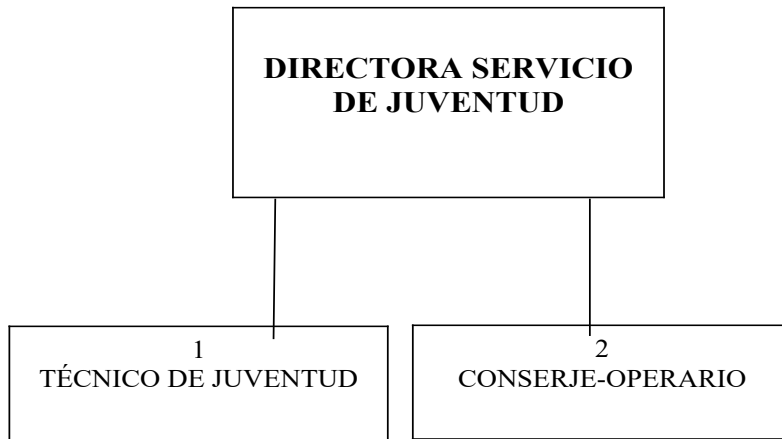 DIRECTORA SERVICIO
DE JUVENTUD
1
TÉCNICO DE JUVENTUD
2
CONSERJE-OPERARIO